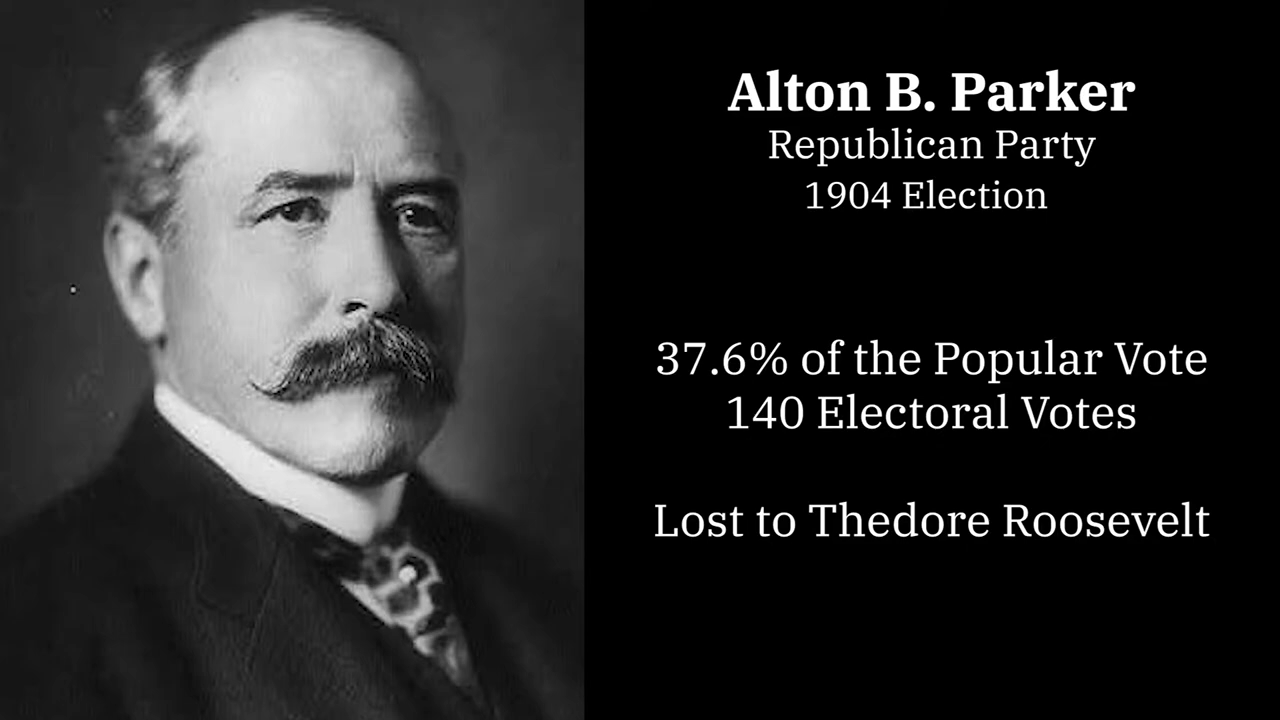 Alton B. Parker
Republican Party
1904 Election
37.6% of the Popular Vote
140 Electoral Votes
Lost to Thedore Roosevelt